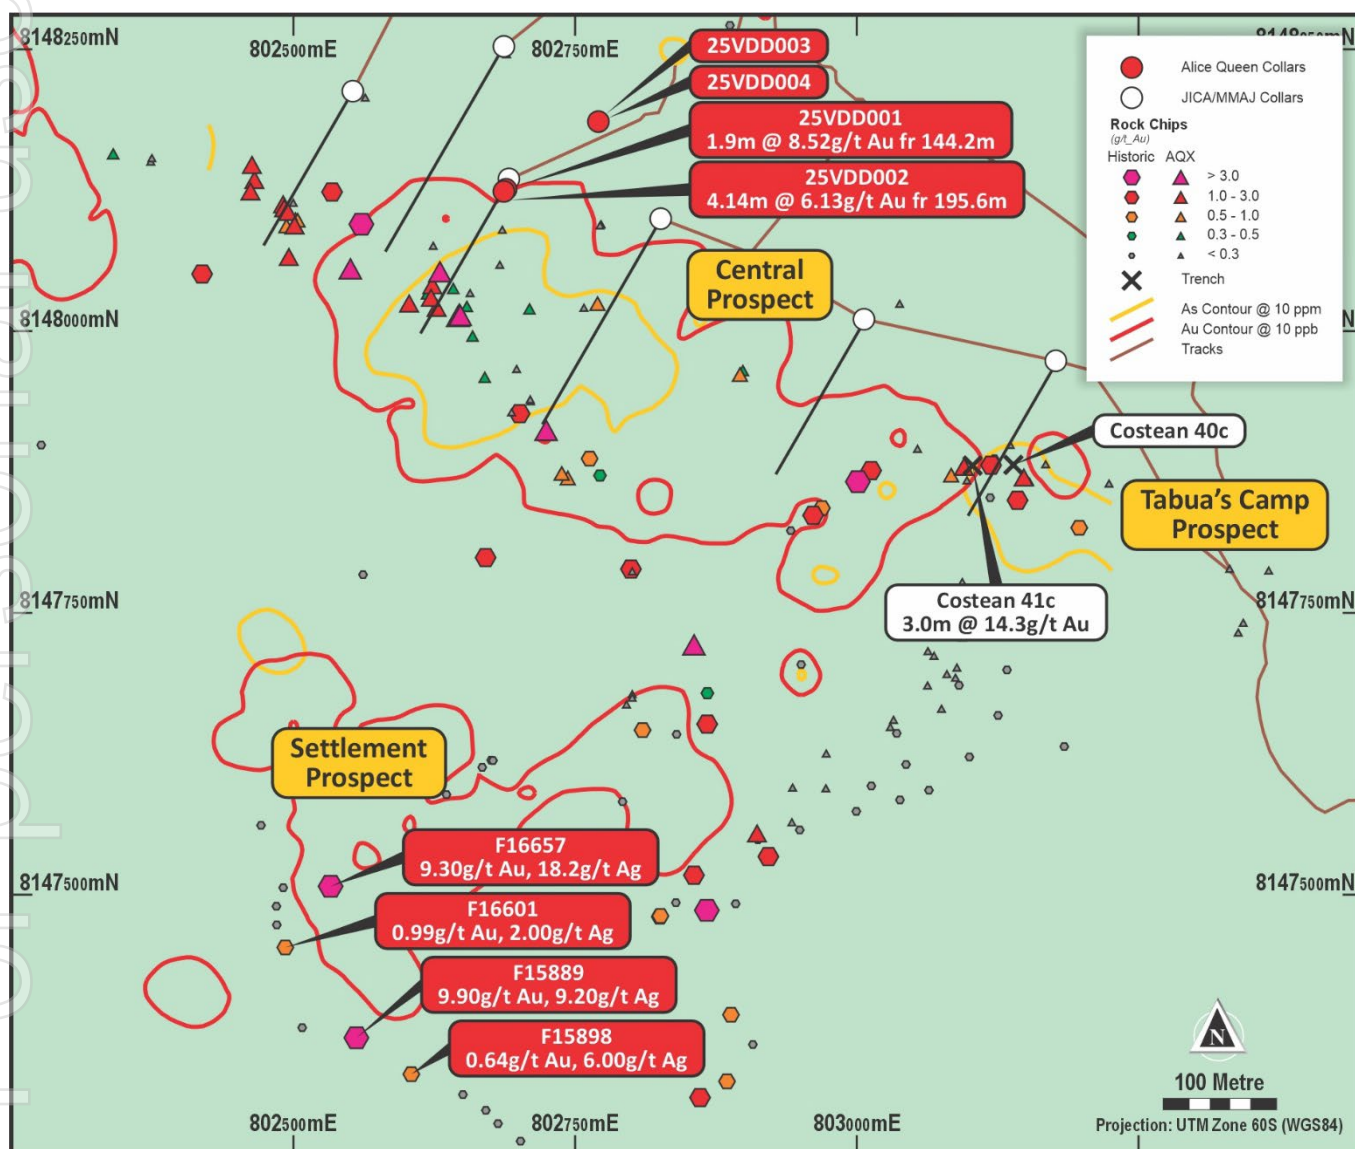 8148250mN
802500mE
802750mE
8148250mN
25VDD003
25VDD004
25VDD001
1.9m @ 8.52g/t Au fr 144.2m
25VDD002
4.14m @ 6.13g/t Au fr 195.6m
Alice Queen Collars
JICA/MMAJ Collars
Rock Chips
(g/t_Au)
Historic AQX
> 3.0
1.0 - 3.0
0.5 - 1.0
0.3 - 0.5
< 0.3
Trench
As Contour @ 10 ppm
Au Contour @ 10 ppb
Tracks
Central
Prospect
8148000mN
Costean 40c
Tabua's Camp
Prospect
Costean 41c
3.0m @ 14.3g/t Au
8147750mN
8147750mN
Settlement
Prospect
F16657
9.30g/t Au, 18.2g/t Ag
8147500mN
8147500mN
F16601
0.99g/t Au, 2.00g/t Ag
F15889
9.90g/t Au, 9.20g/t Ag
F15898
0.64g/t Au, 6.00g/t Ag
N
100 Metre
802500mE
802750mE
803000mE
Projection: UTM Zone 60S (WGS84)
For personal use